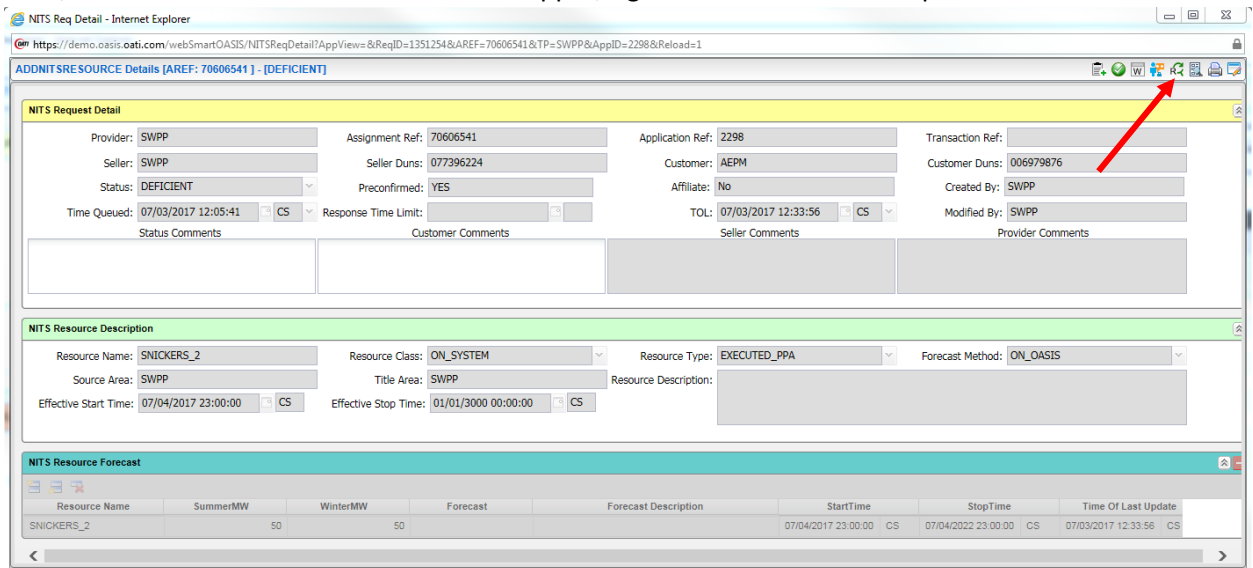 NITS Req Detail - Internet Explorer
https://demo.oasis.oati.com/webSmartOASIS/NITSReqDetail?AppView=&ReqID=1351254&AREF=70606541&TP=SWPP&AppID=2298&Reload=1
ADDNITSRESOURCE Details [AREF: 70606541 ] - [DEFICIENT]
NITS Request Detail
Provider: SWPP Assignment Ref: 70606541 Application Ref: 2298 Transaction Ref:
Seller: SWPP Seller Duns: 077396224 Customer: AEPM Customer Duns: 006979876
Status: DEFICIENT Preconfirmed: YES Affiliate: No Created By: SWPP
Time Queued: 07/03/2017 12:05:41 CS Response Time Limit: TOL: 07/03/2017 12:33:56 CS Modified By: SWPP
Status Comments Customer Comments Seller Comments Provider Comments
NITS Resource Description
Resource Name: SNICKERS_2 Resource Class: ON_SYSTEM Resource Type: EXECUTED_PPA Forecast Method: ON_OASIS
Source Area: SWPP Title Area: SWPP Resource Description:
Effective Start Time: 07/04/2017 23:00:00 CS Effective Stop Time: 01/01/3000 00:00:00 CS
NITS Resource Forecast
Resource Name SummerMW WinterMW Forecast Forecast Description StartTime StopTime Time Of Last Update
SNICKERS_2 50 50 07/04/2017 23:00:00 CS 07/04/2022 23:00:00 CS 07/03/2017 12:33:56 CS